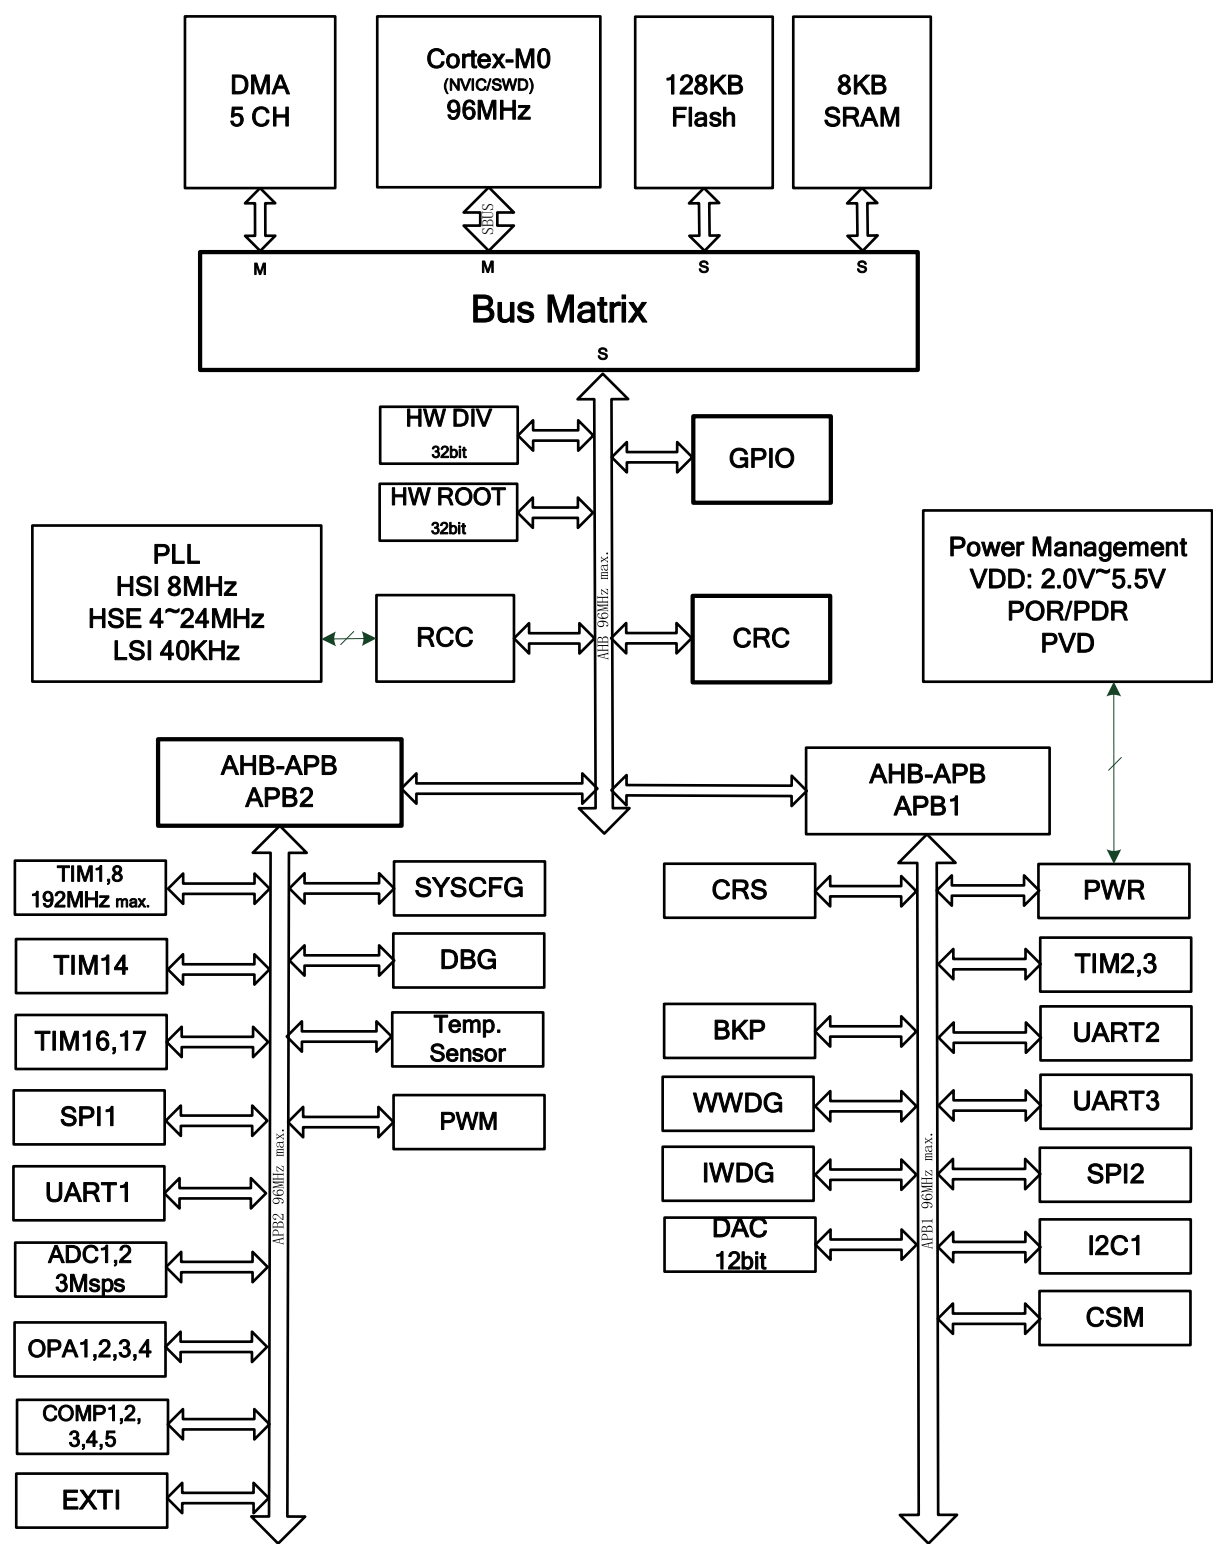 DMA
5 CH
Cortex-M0
(NVIC/SWD)
96MHz
128KB
Flash
8KB
SRAM
SBUS
M
M
S
S
Bus Matrix
S
HW DIV
32bit
GPIO
HW ROOT
32bit
PLL
HSI 8MHz
HSE 4~24MHz
LSI 40KHz
RCC
AHB 96MHz max.
CRC
Power Management
VDD: 2.0V~5.5V
POR/PDR
PVD
AHB-APB
APB2
AHB-APB
APB1
TIM1,8
192MHz max.
TIM14
TIM16,17
SPI1
UART1
ADC1,2
3Msps
OPA1,2,3,4
COMP1,2,
3,4,5
EXTI
APB2 96MHz max.
SYSCFG
DBG
Temp.
Sensor
PWM
CRS
BKP
WWDG
IWDG
DAC
12bit
APB1 96MHz max.
PWR
TIM2,3
UART2
UART3
SPI2
I2C1
CSM